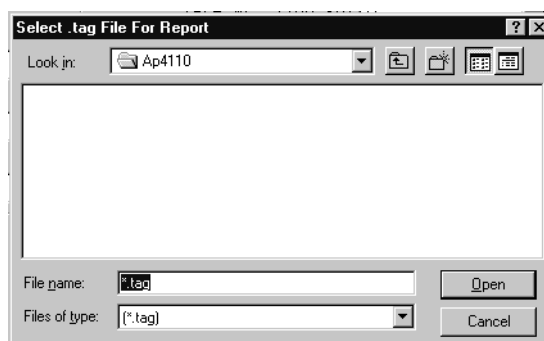 Select .tag File For Report
Look in: Ap4110
File name: *.tag
Open
Files of type: (*.tag)
Cancel